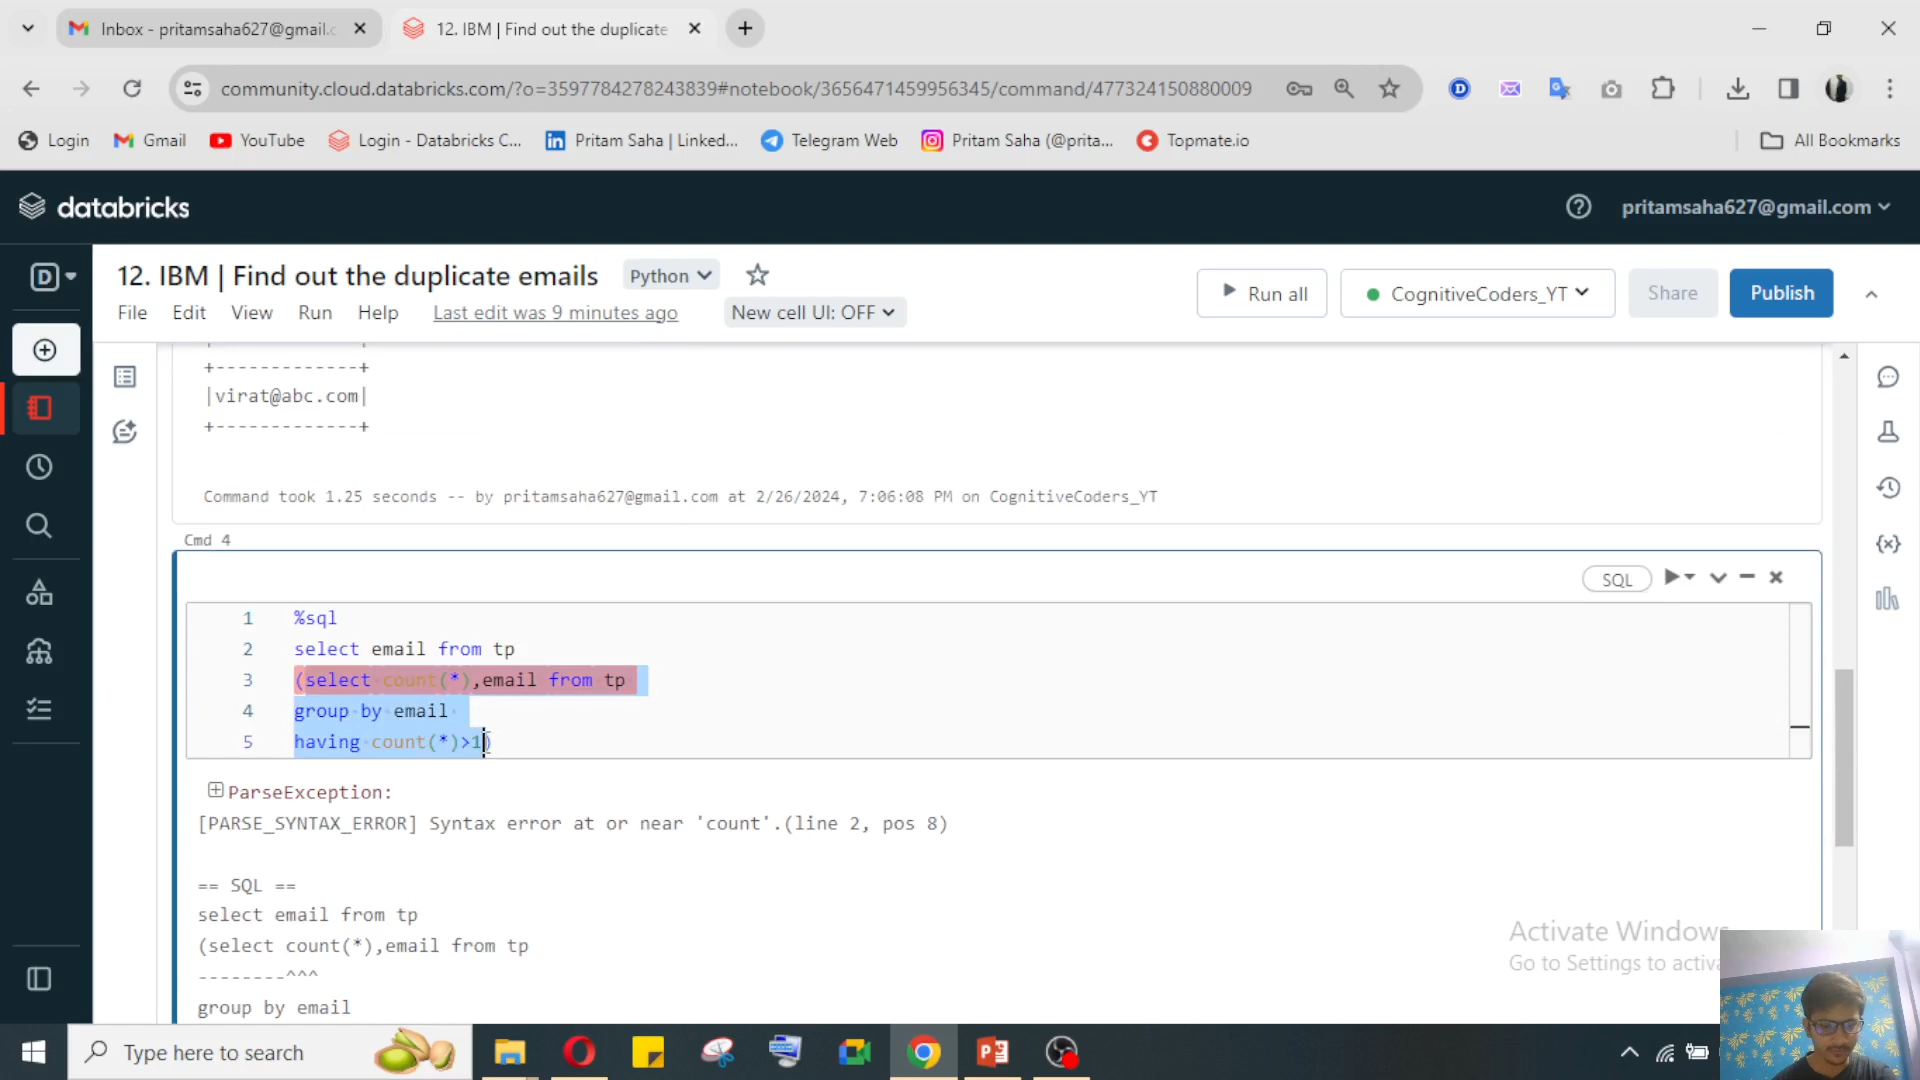 Inbox - pritamsaha627@gmail.c
12. IBM | Find out the duplicate
community.cloud.databricks.com/?o=3597784278243839#notebook/3656471459956345/command/477324150880009
Login
Gmail
YouTube
Login - Databricks C...
Pritam Saha | Linked...
Telegram Web
Pritam Saha (@prita...
Topmate.io
All Bookmarks
databricks
pritamsaha627@gmail.com
D
12. IBM | Find out the duplicate emails
Python
File
Edit
View
Run
Help
Last edit was 9 minutes ago
New cell UI: OFF
Run all
CognitiveCoders_YT
Share
Publish
+-------------+
|virat@abc.com|
+-------------+
Command took 1.25 seconds -- by pritamsaha627@gmail.com at 2/26/2024, 7:06:08 PM on CognitiveCoders_YT
Cmd 4
SQL
1 %sql
2 select email from tp
3 (select count(*),email from tp
4 group by email
5 having count(*)>1)
ParseException:
[PARSE_SYNTAX_ERROR] Syntax error at or near 'count'.(line 2, pos 8)
== SQL ==
select email from tp
(select count(*),email from tp
--------^^^
group by email
Activate Windows
Go to Settings to activa
Type here to search